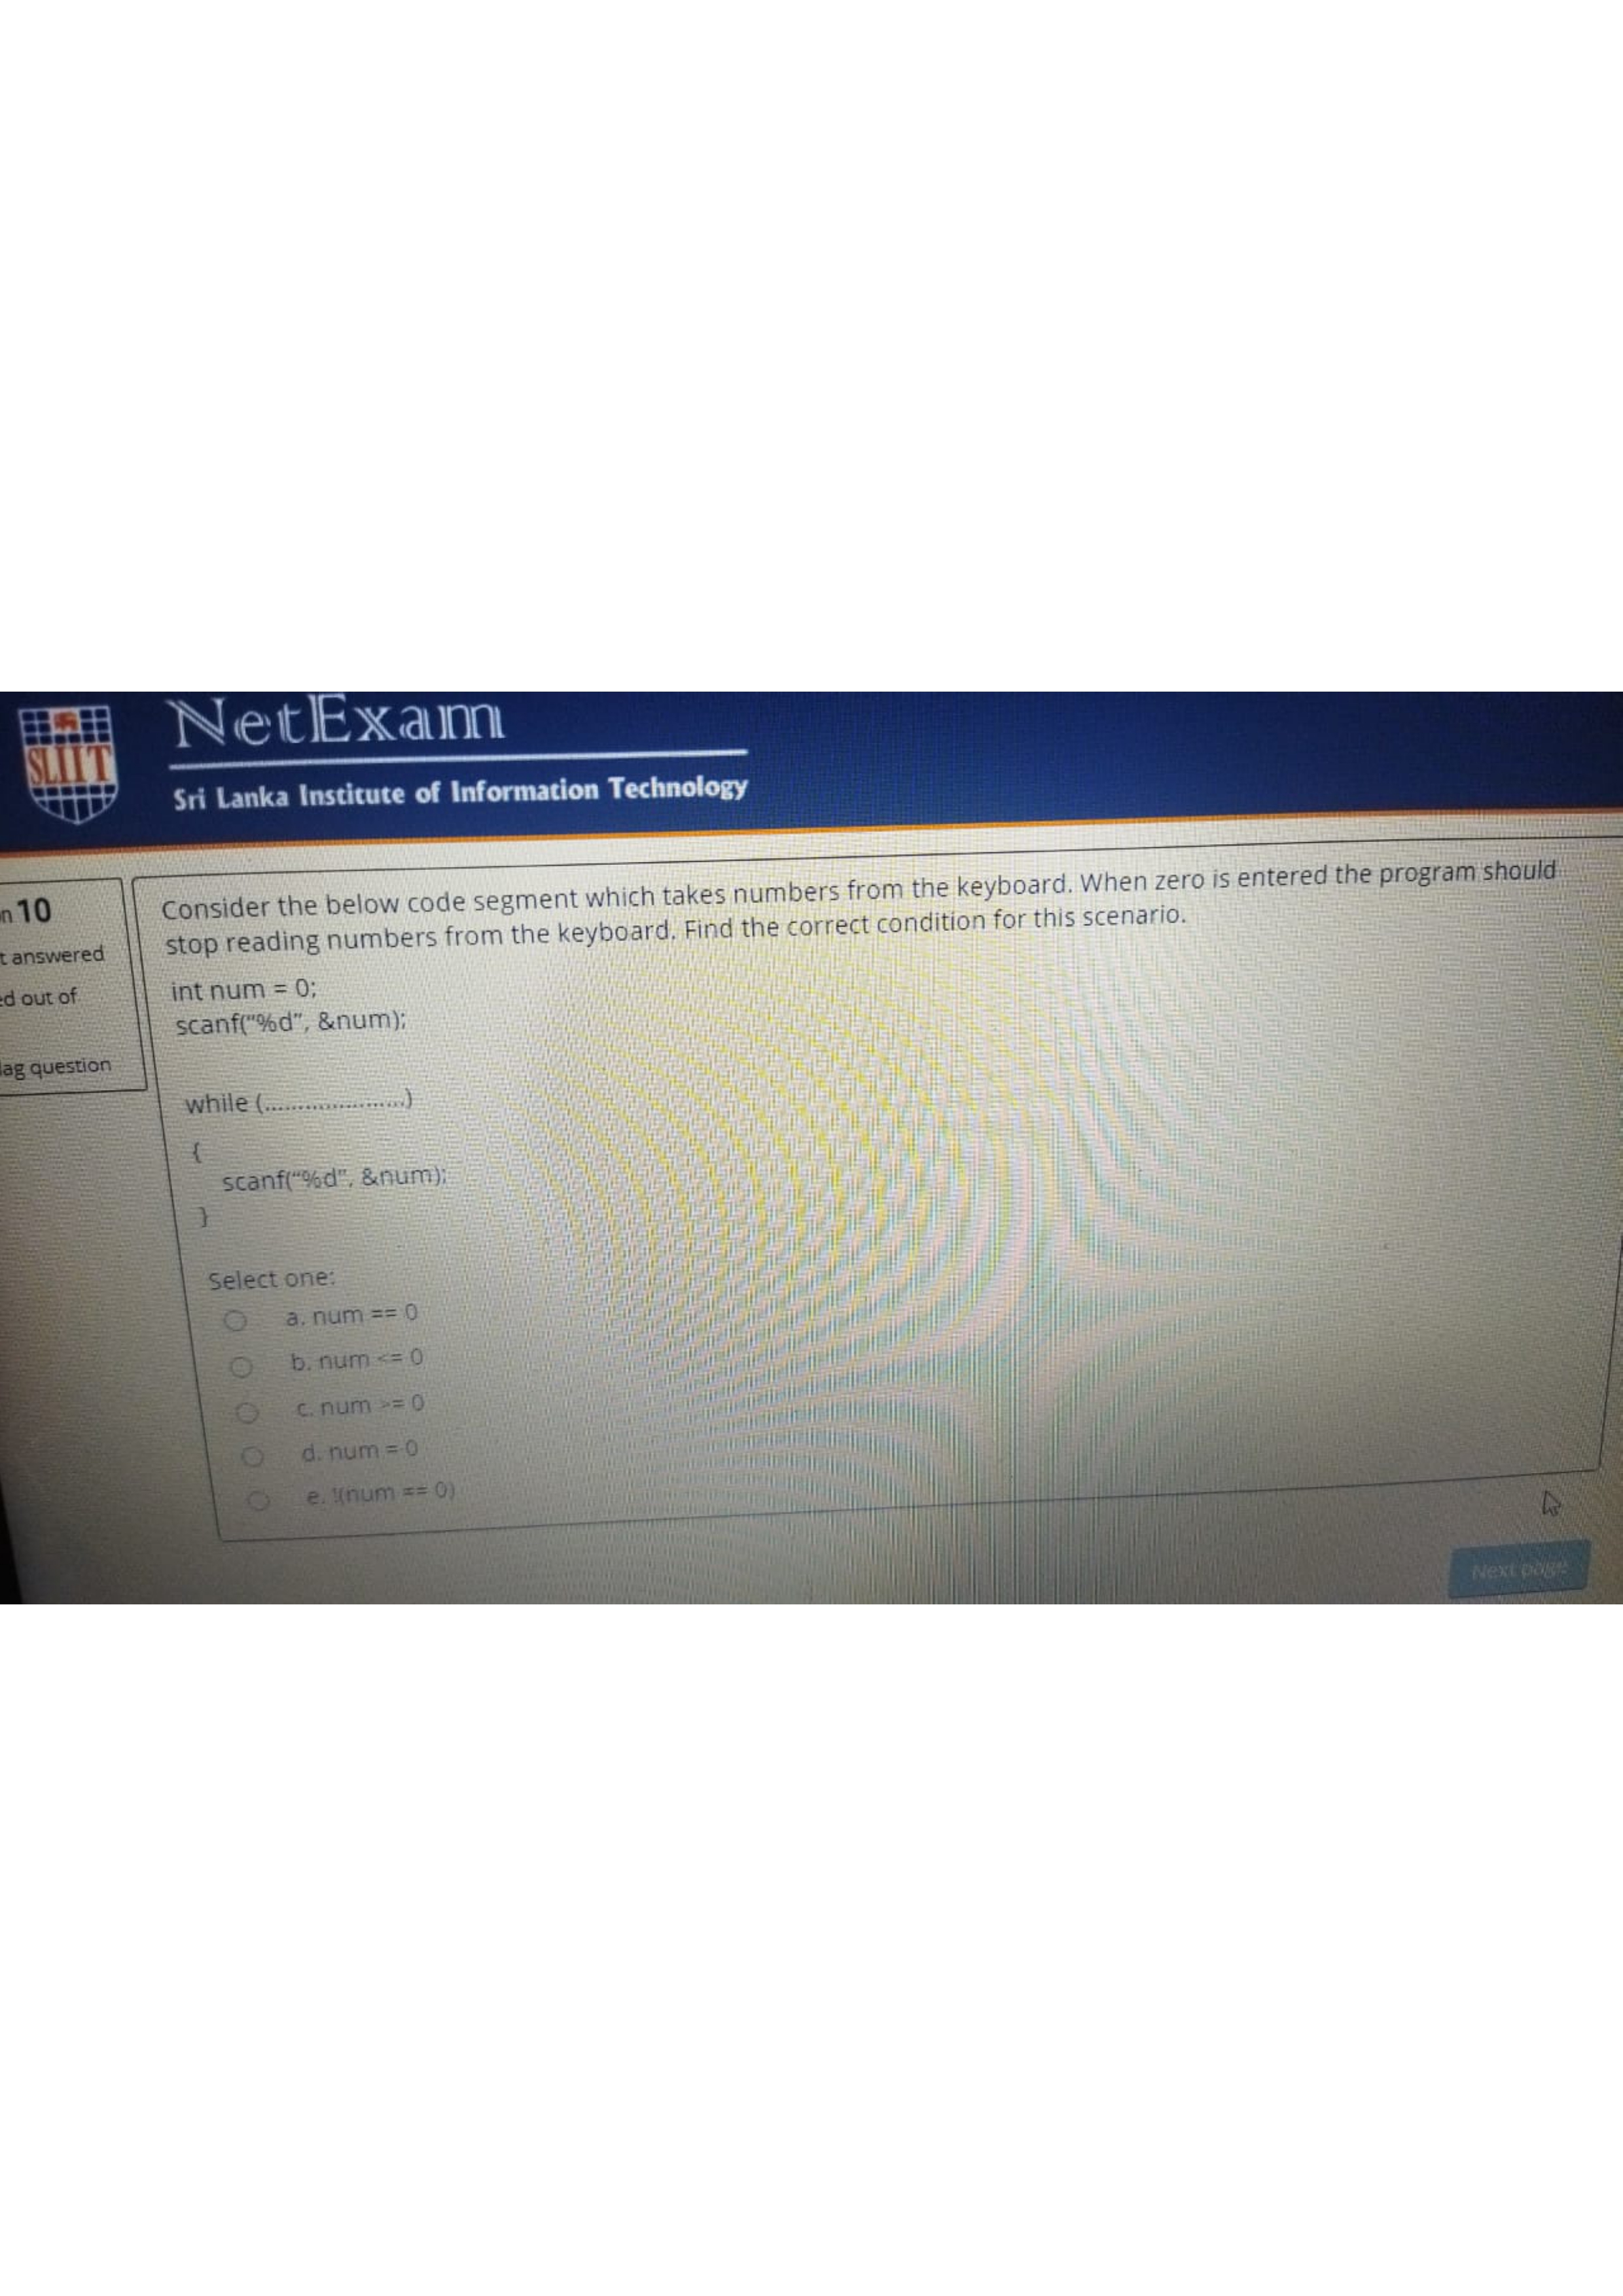 SLIIT
NetExam
Sri Lanka Institute of Information Technology
n 10
t answered
ed out of
lag question
Consider the below code segment which takes numbers from the keyboard. When zero is entered the program should
stop reading numbers from the keyboard. Find the correct condition for this scenario.
int num = 0;
scanf("%d", &num);
while (.....................)
{
scanf("%d", &num);
}
Select one:
a. num == 0
b. num <= 0
c. num >= 0
d. num = 0
e. !(num == 0)
Next page